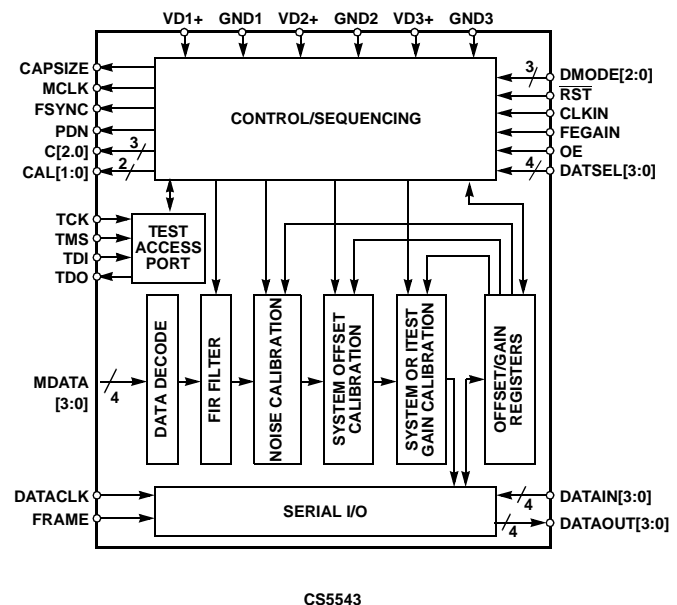 VD1+ GND1 VD2+ GND2 VD3+ GND3
CAPSIZE
MCLK
FSYNC
PDN
C[2.0]
3
CAL[1:0]
2
CONTROL/SEQUENCING
3
DMODE[2:0]
RST
CLKIN
FEGAIN
OE
4
DATSEL[3:0]
TCK
TMS
TDI
TDO
TEST
ACCESS
PORT
MDATA
[3:0]
4
DATA DECODE
FIR FILTER
NOISE CALIBRATION
SYSTEM OFFSET
CALIBRATION
SYSTEM OR ITEST
GAIN CALIBRATION
OFFSET/GAIN
REGISTERS
DATACLK
FRAME
SERIAL I/O
4
DATAIN[3:0]
4
DATAOUT[3:0]
CS5543